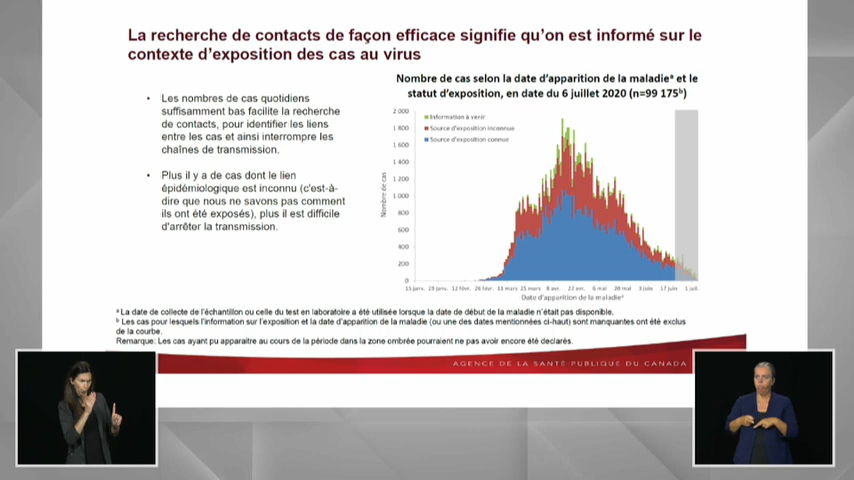 La recherche de contacts de façon efficace signifie qu'on est informé sur le
contexte d'exposition des cas au virus
• Les nombres de cas quotidiens
suffisamment bas facilite la recherche
de contacts, pour identifier les liens
entre les cas et ainsi interrompre les
chaînes de transmission.
• Plus il y a de cas dont le lien
épidémiologique est inconnu (c'est-à-
dire que nous ne savons pas comment
ils ont été exposés), plus il est difficile
d'arrêter la transmission.
Nombre de cas selon la date d'apparition de la maladieᵃ et le
statut d'exposition, en date du 6 juillet 2020 (n=99 175ᵇ)
Information à venir
Source d'exposition inconnue
Source d'exposition connue
Nombre de cas
2 000
1 800
1 600
1 400
1 200
1 000
800
600
400
200
0
15 janv. 29 janv. 12 févr. 26 févr. 11 mars 25 mars 8 avr. 22 avr. 6 mai 20 mai 3 juin 17 juin 1 juil.
Date d'apparition de la maladieᵃ
ᵃ La date de collecte de l'échantillon ou celle du test en laboratoire a été utilisée lorsque la date de début de la maladie n'était pas disponible.
ᵇ Les cas pour lesquels l'information sur l'exposition et la date d'apparition de la maladie (ou une des dates mentionnées ci-haut) sont manquantes ont été exclus
de la courbe.
Remarque: Les cas ayant pu apparaitre au cours de la période dans la zone ombrée pourraient ne pas avoir encore été déclarés.
AGENCE DE LA SANTÉ PUBLIQUE DU CANADA